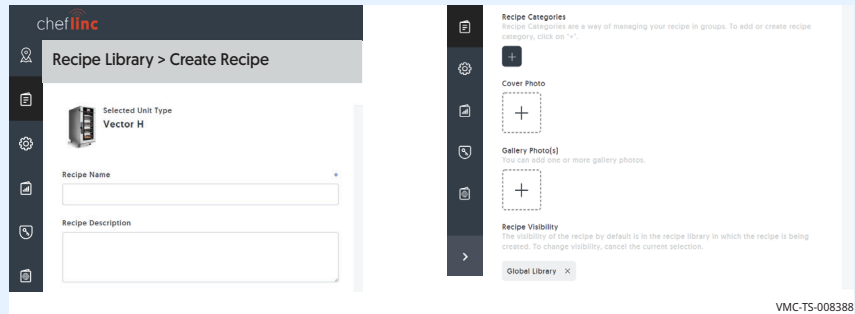 cheflinc
Recipe Library > Create Recipe
Selected Unit Type
Vector H
Recipe Name *
Recipe Description
Recipe Categories
Recipe Categories are a way of managing your recipe in groups. To add or create recipe
category, click on "+".
+
Cover Photo
+
Gallery Photo(s)
You can add one or more gallery photos.
+
Recipe Visibility
The visibility of the recipe by default is in the recipe library in which the recipe is being
created. To change visibility, cancel the current selection.
Global Library ×
VMC-TS-008388